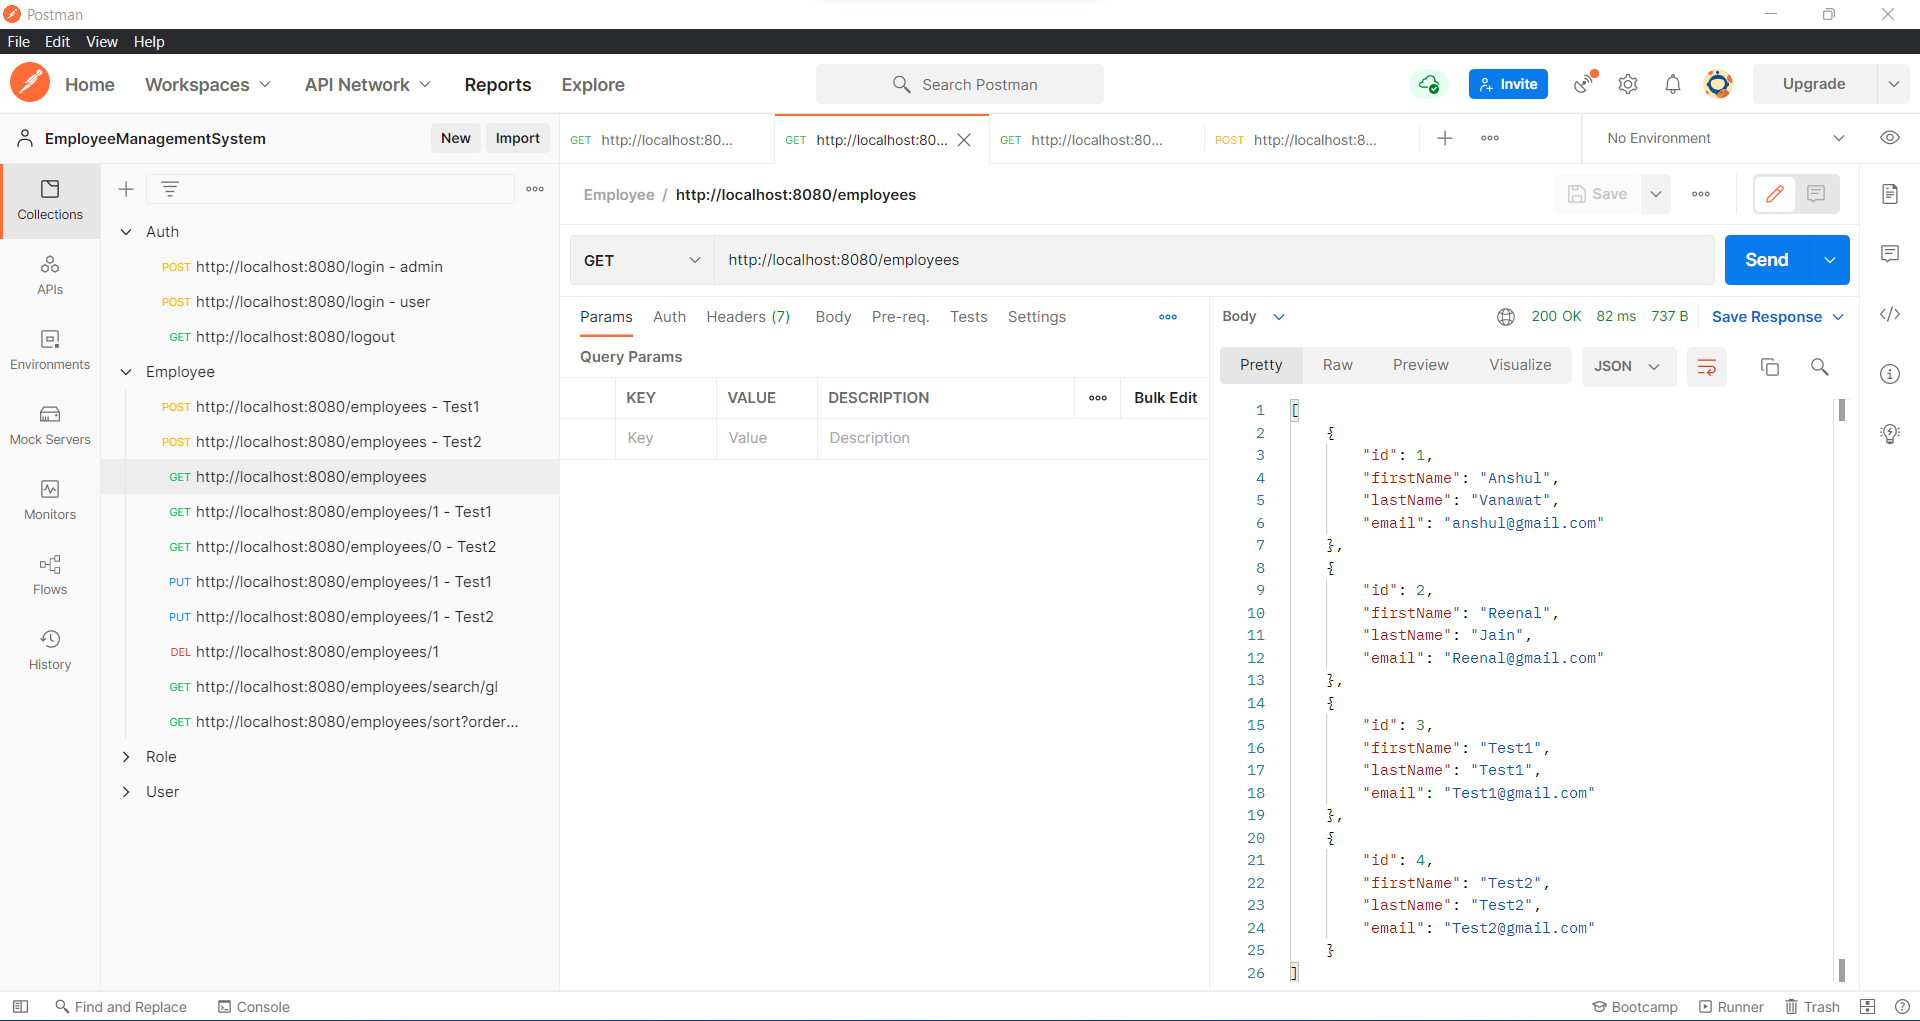 Postman
File Edit View Help
Home Workspaces API Network Reports Explore Search Postman Invite Upgrade
EmployeeManagementSystem New Import
GET http://localhost:80... GET http://localhost:80... GET http://localhost:80... POST http://localhost:8... No Environment
Collections
APIs
Environments
Mock Servers
Monitors
Flows
History
Auth
POST http://localhost:8080/login - admin
POST http://localhost:8080/login - user
GET http://localhost:8080/logout
Employee
POST http://localhost:8080/employees - Test1
POST http://localhost:8080/employees - Test2
GET http://localhost:8080/employees
GET http://localhost:8080/employees/1 - Test1
GET http://localhost:8080/employees/0 - Test2
PUT http://localhost:8080/employees/1 - Test1
PUT http://localhost:8080/employees/1 - Test2
DEL http://localhost:8080/employees/1
GET http://localhost:8080/employees/search/gl
GET http://localhost:8080/employees/sort?order...
Role
User
Employee / http://localhost:8080/employees Save
GET http://localhost:8080/employees Send
Params Auth Headers (7) Body Pre-req. Tests Settings
Query Params
KEY VALUE DESCRIPTION Bulk Edit
Key Value Description
Body 200 OK 82 ms 737 B Save Response
Pretty Raw Preview Visualize JSON
1 [
2 {
3 "id": 1,
4 "firstName": "Anshul",
5 "lastName": "Vanawat",
6 "email": "anshul@gmail.com"
7 },
8 {
9 "id": 2,
10 "firstName": "Reenal",
11 "lastName": "Jain",
12 "email": "Reenal@gmail.com"
13 },
14 {
15 "id": 3,
16 "firstName": "Test1",
17 "lastName": "Test1",
18 "email": "Test1@gmail.com"
19 },
20 {
21 "id": 4,
22 "firstName": "Test2",
23 "lastName": "Test2",
24 "email": "Test2@gmail.com"
25 }
26 ]
Find and Replace Console Bootcamp Runner Trash